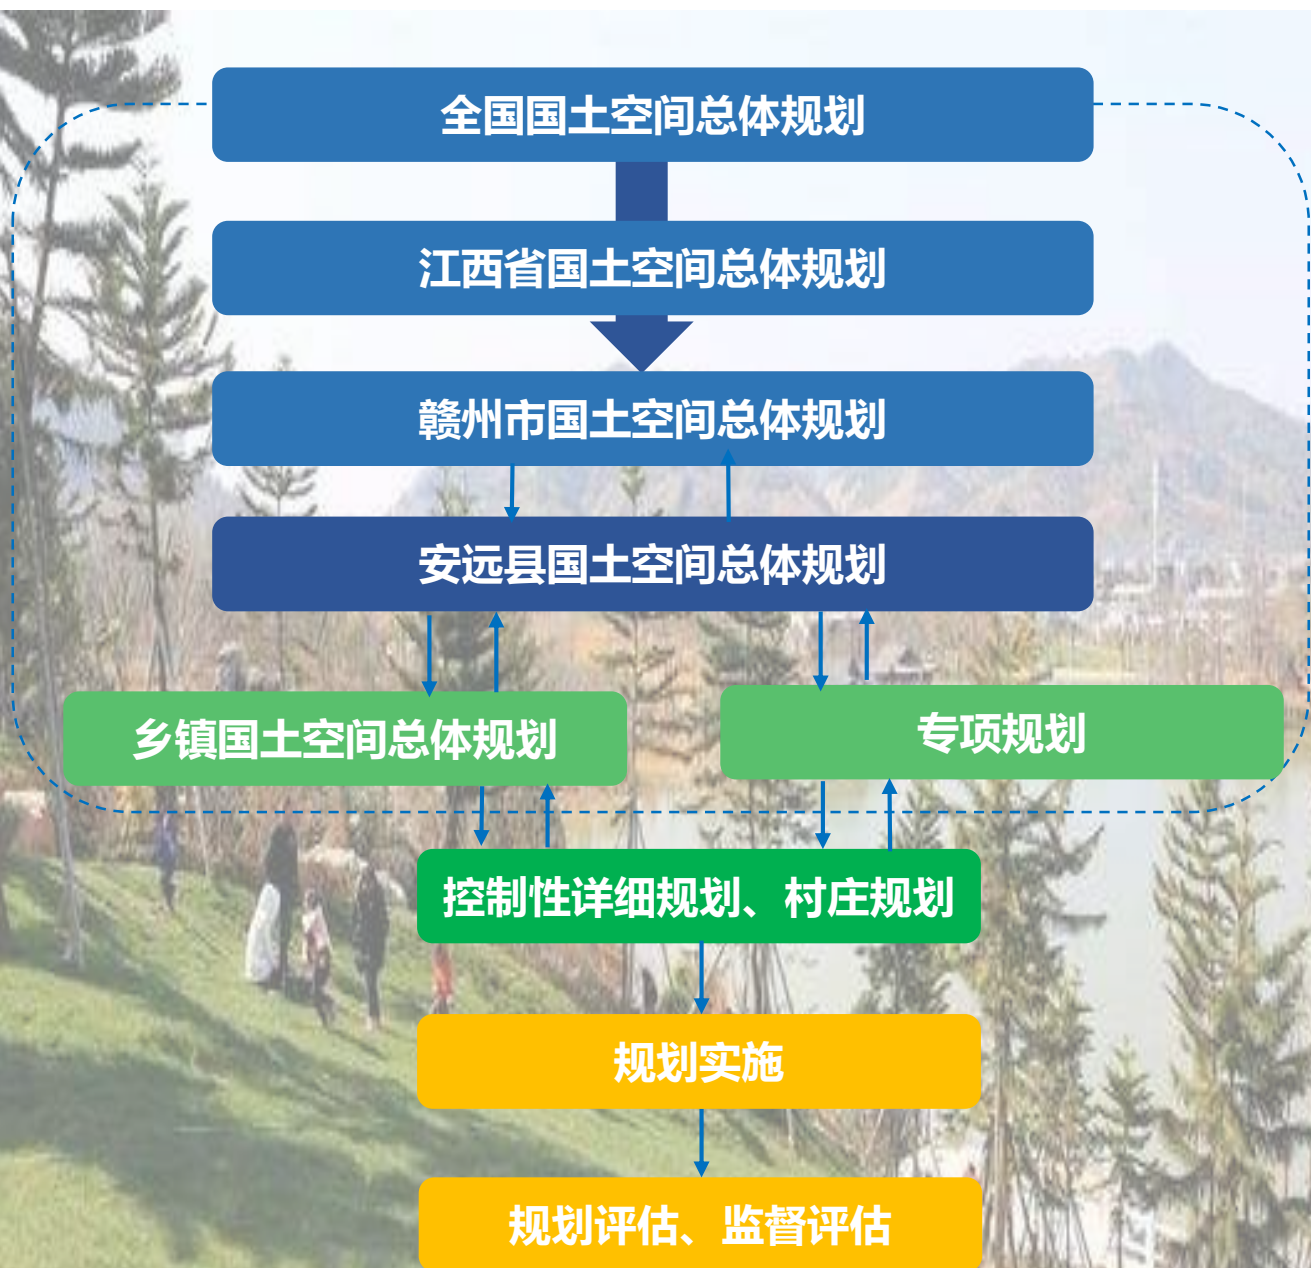 全国国土空间总体规划
江西省国土空间总体规划
赣州市国土空间总体规划
安远县国土空间总体规划
乡镇国土空间总体规划
专项规划
控制性详细规划、村庄规划
规划实施
规划评估、监督评估